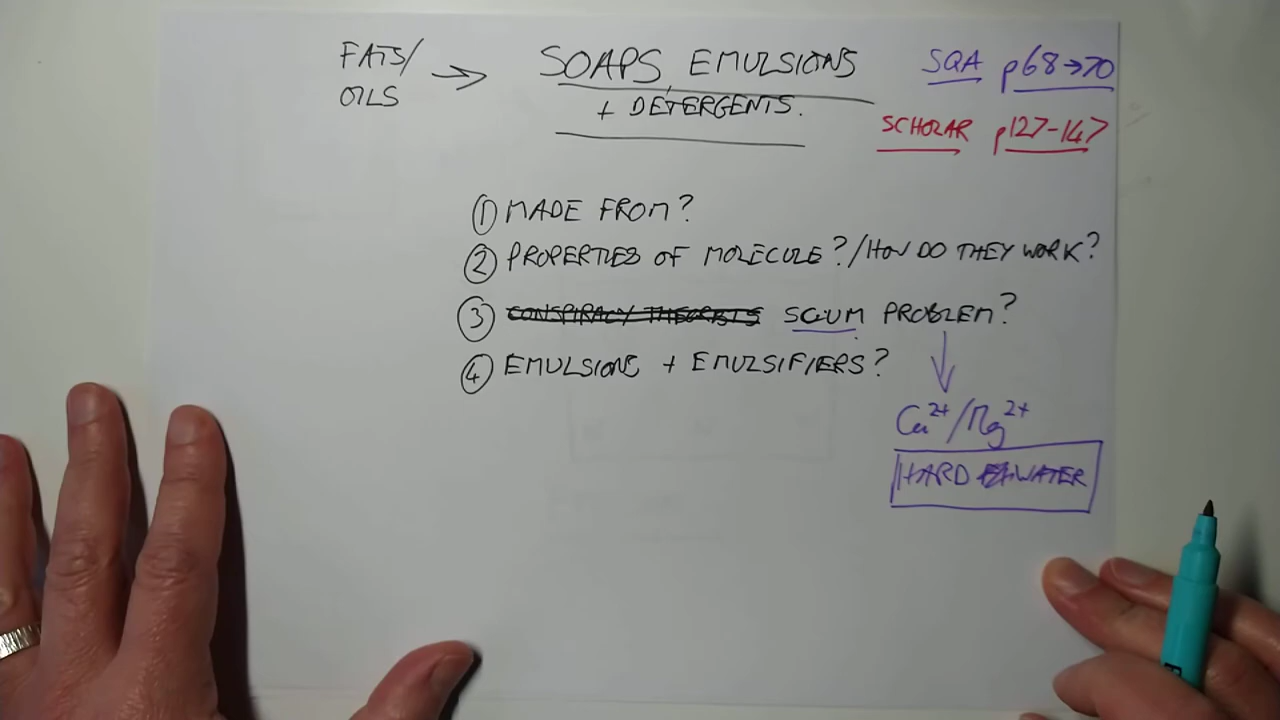 FATS/
OILS → SOAPS, EMULSIONS
+ DETERGENTS.
SQA p68→70
SCHOLAR p127-147
① MADE FROM?
② PROPERTIES OF MOLECULE?/HOW DO THEY WORK?
③ CONSPIRACY THEORISTS SCUM PROBLEM?
④ EMULSIONS + EMULSIFIERS?
Ca²⁺/Mg²⁺
HARD WATER